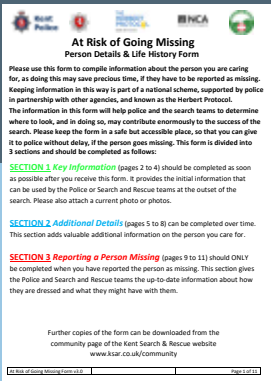 Kent
Police
THE
HERBERT
PROTOCOL
NCA
At Risk of Going Missing
Person Details & Life History Form
Please use this form to compile information about the person you are caring
for, as doing this may save precious time, if they have to be reported as missing.
Keeping information in this way is part of a national scheme, supported by police
in partnership with other agencies, and known as the Herbert Protocol.
The information in this form will help police and the search teams to determine
where to look, and in doing so, may contribute enormously to the success of the
search. Please keep the form in a safe but accessible place, so that you can give
it to police without delay, if the person goes missing. This form is divided into
3 sections and should be completed as follows:
SECTION 1 Key Information (pages 2 to 4) should be completed as soon
as possible after you receive this form. It provides the initial information that
can be used by the Police or Search and Rescue teams at the outset of the
search. Please also attach a current photo or photos.
SECTION 2 Additional Details (pages 5 to 8) can be completed over time.
This section adds valuable additional information on the person you care for.
SECTION 3 Reporting a Person Missing (pages 9 to 11) should ONLY
be completed when you have reported the person as missing. This section gives
the Police and Search and Rescue teams the up-to-date information about how
they are dressed and what they might have with them.
Further copies of the form can be downloaded from the
community page of the Kent Search & Rescue website
www.ksar.co.uk/community
At Risk of Going Missing Form v3.0 Page 1 of 11